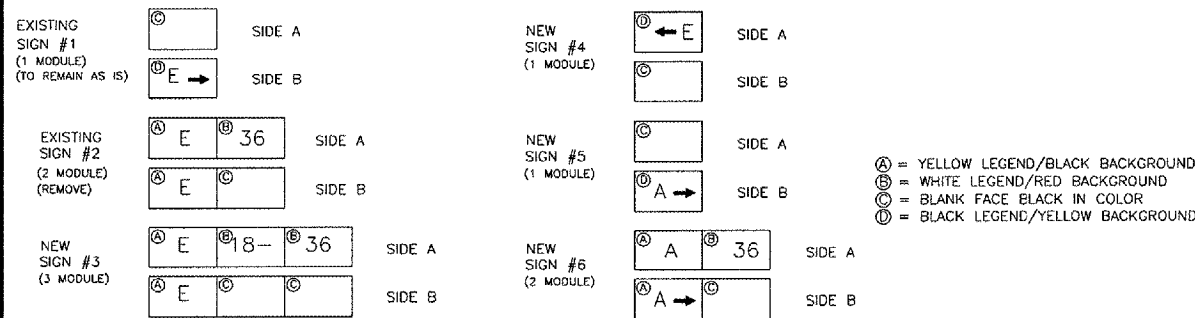 EXISTING
SIGN #1
(1 MODULE)
(TO REMAIN AS IS)
Ⓒ
SIDE A
Ⓓ E →
SIDE B
EXISTING
SIGN #2
(2 MODULE)
(REMOVE)
Ⓐ E Ⓑ 36
SIDE A
Ⓐ E Ⓒ
SIDE B
NEW
SIGN #3
(3 MODULE)
Ⓐ E Ⓑ 18- Ⓑ 36
SIDE A
Ⓐ E Ⓒ Ⓒ
SIDE B
NEW
SIGN #4
(1 MODULE)
Ⓓ ← E
SIDE A
Ⓒ
SIDE B
NEW
SIGN #5
(1 MODULE)
Ⓒ
SIDE A
Ⓓ A →
SIDE B
NEW
SIGN #6
(2 MODULE)
Ⓐ A Ⓑ 36
SIDE A
Ⓐ A → Ⓒ
SIDE B
Ⓐ = YELLOW LEGEND/BLACK BACKGROUND
Ⓑ = WHITE LEGEND/RED BACKGROUND
Ⓒ = BLANK FACE BLACK IN COLOR
Ⓓ = BLACK LEGEND/YELLOW BACKGROUND